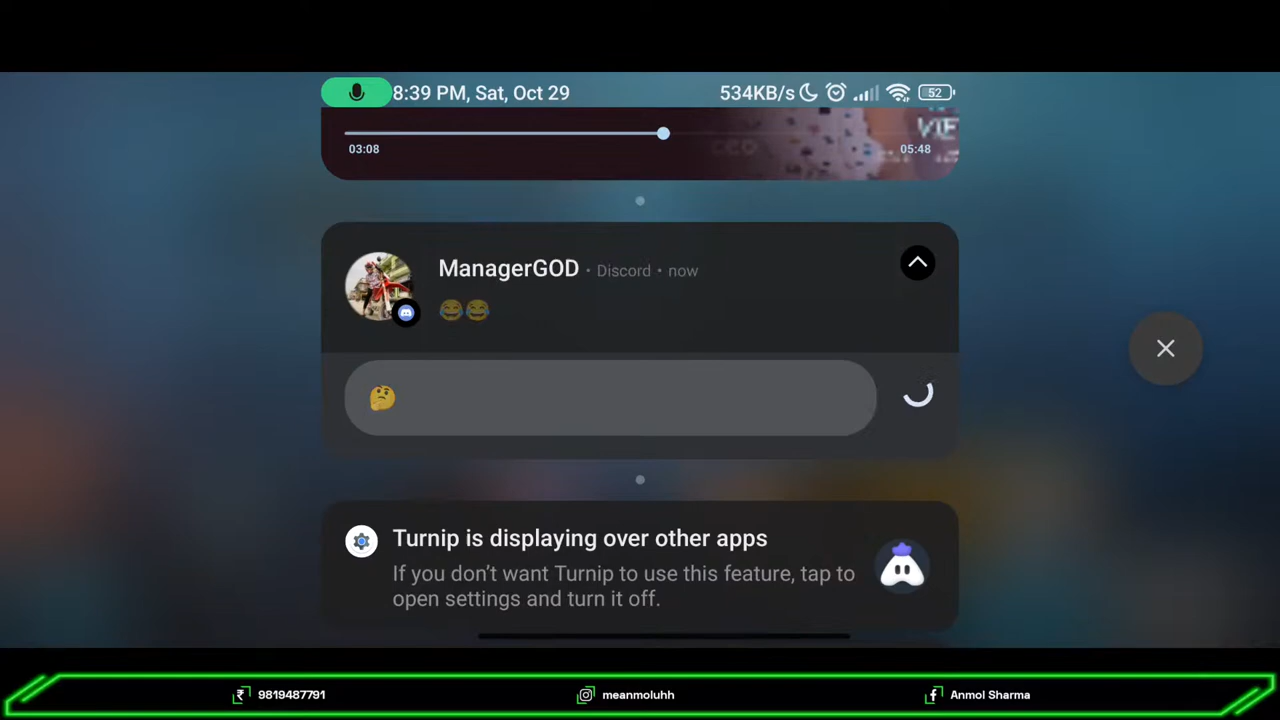 8:39 PM, Sat, Oct 29
534KB/s
52
VIE
CEO
03:08
05:48
ManagerGOD • Discord • now
😂😂
🤔
Turnip is displaying over other apps
If you don't want Turnip to use this feature, tap to
open settings and turn it off.
₹ 9819487791
meanmoluhh
Anmol Sharma